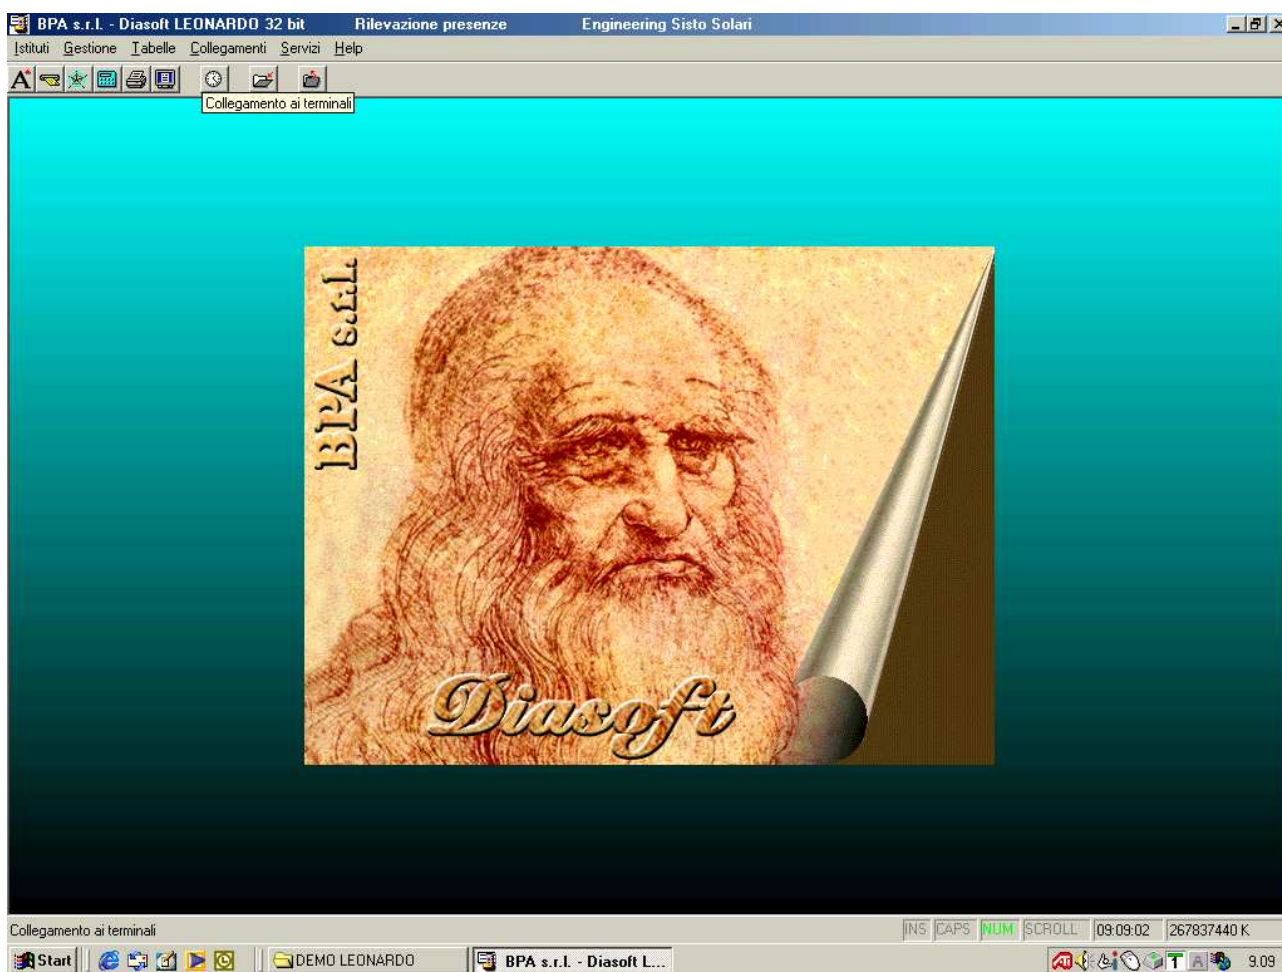 BPA s.r.l. - Diasoft LEONARDO 32 bit Rilevazione presenze Engineering Sisto Solari
Istituti Gestione Tabelle Collegamenti Servizi Help
Collegamento ai terminali
BPA s.r.l.
Diasoft
Collegamento ai terminali INS CAPS NUM SCROLL 09:09:02 267837440 K
Start DEMO LEONARDO BPA s.r.l. - Diasoft L... 9.09